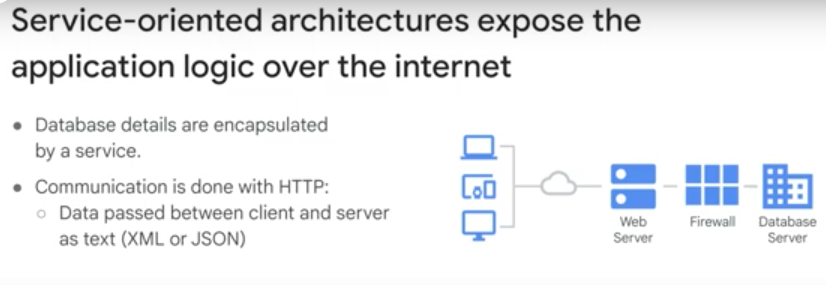 Service-oriented architectures expose the
application logic over the internet
• Database details are encapsulated
by a service.
• Communication is done with HTTP:
○ Data passed between client and server
as text (XML or JSON)
Web
Server
Firewall
Database
Server